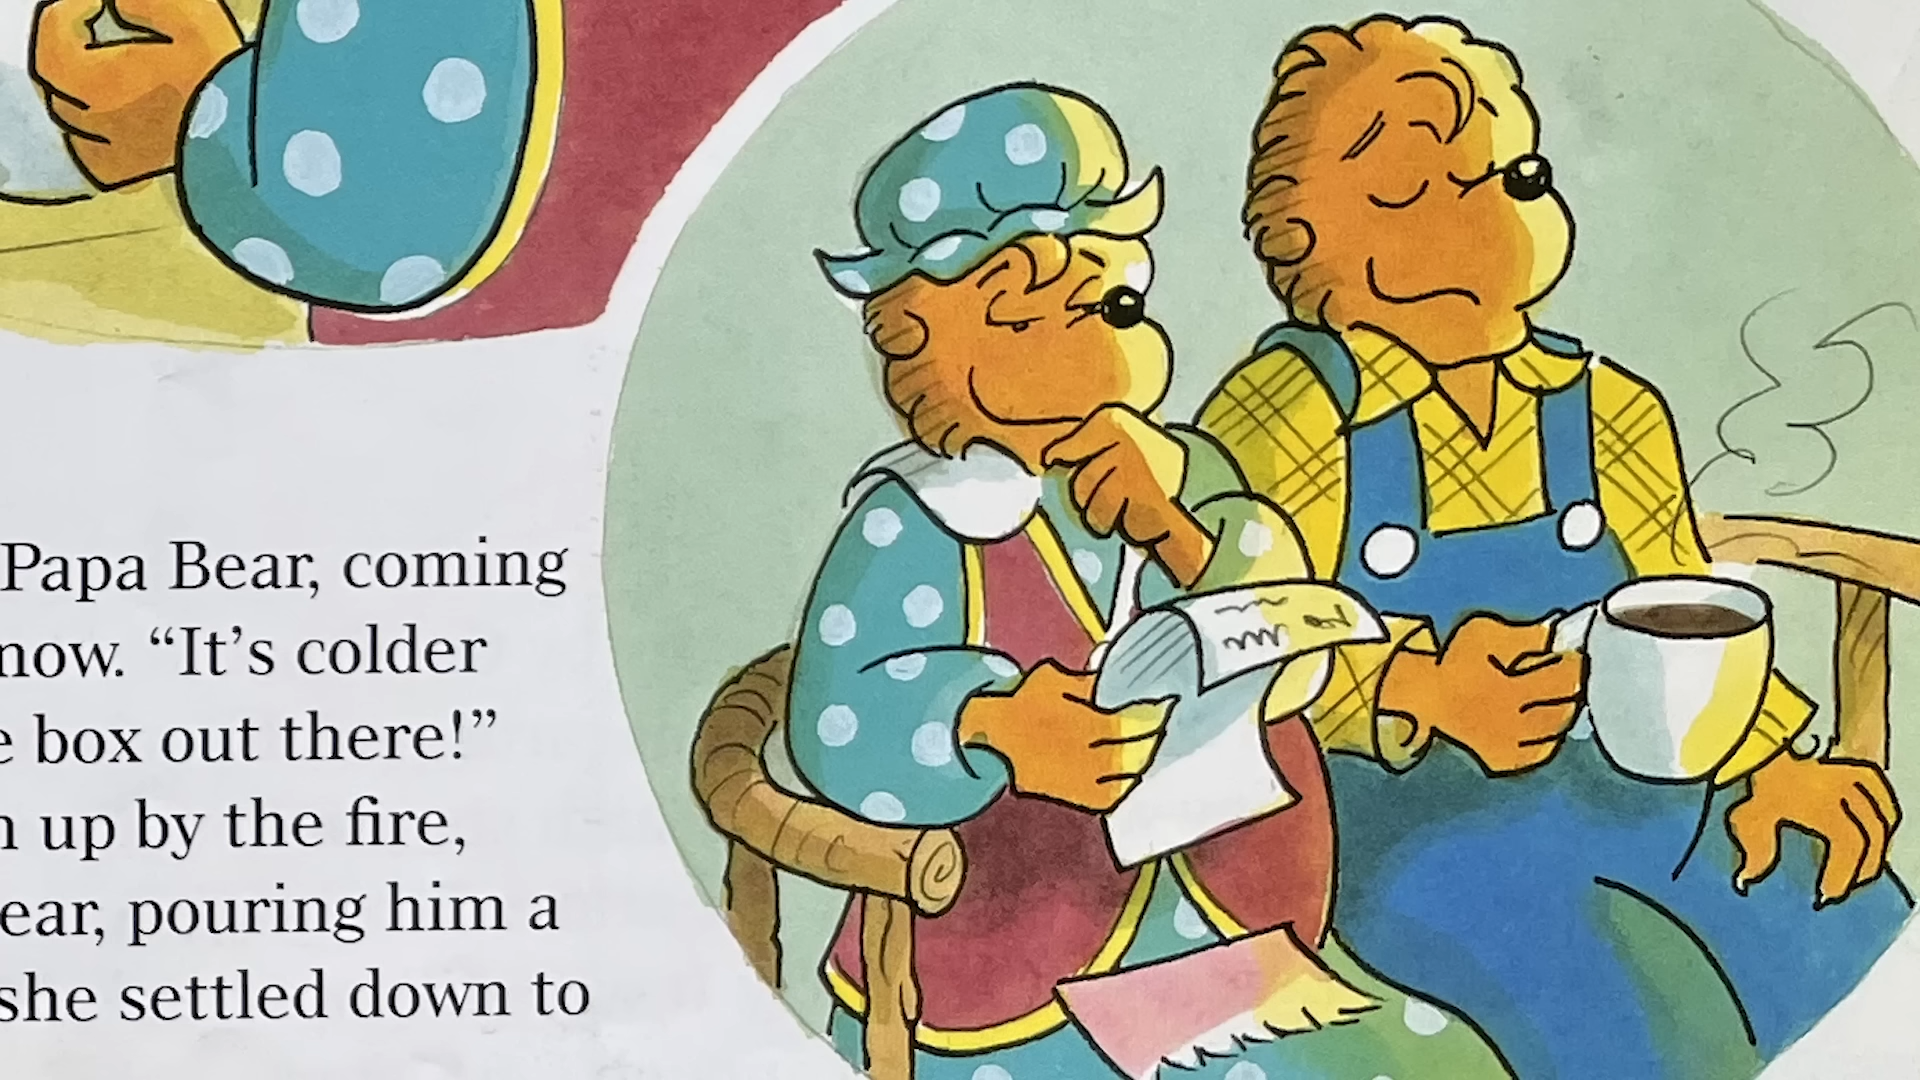 Papa Bear, coming
now. “It’s colder
box out there!”
up by the fire,
ear, pouring him a
she settled down to